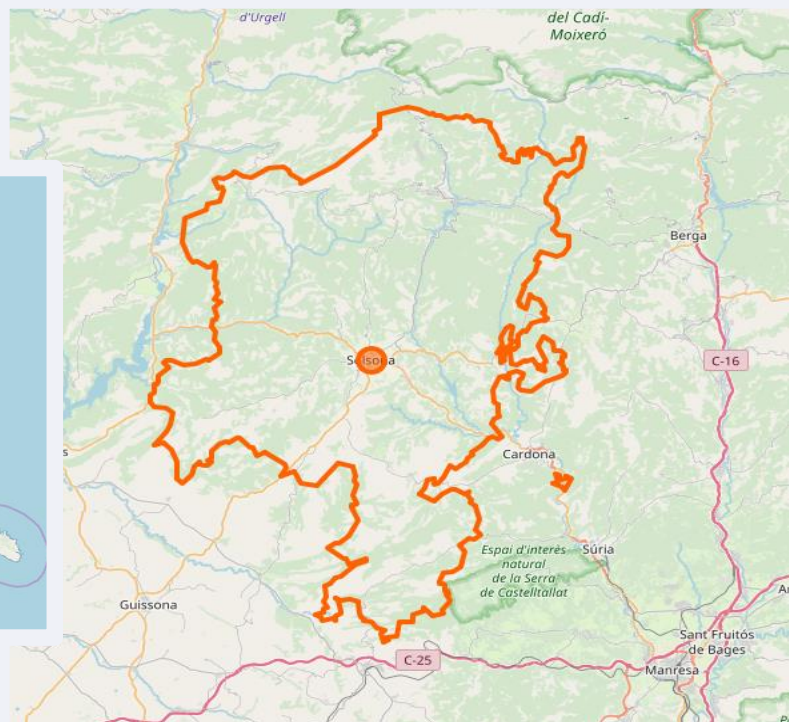 d'Urgell
del Cadí-
Moixeró
Berga
Solsona
C-16
Cardona
Súria
Espai d'interès
natural
de la Serra
de Castelltallat
Guissona
Sant Fruitós
de Bages
C-25
Manresa